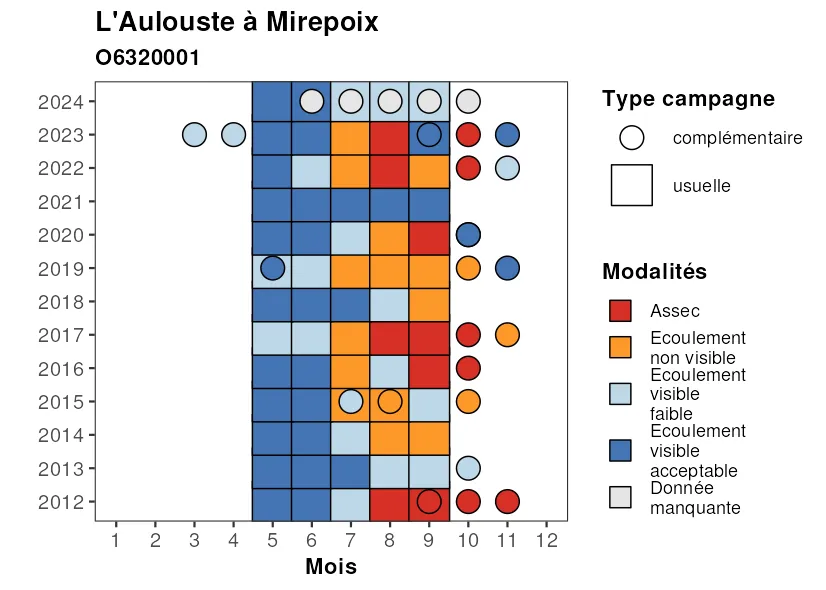 L'Aulouste à Mirepoix
O6320001
2024
2023
2022
2021
2020
2019
2018
2017
2016
2015
2014
2013
2012
1 2 3 4 5 6 7 8 9 10 11 12
Mois
Type campagne
complémentaire
usuelle
Modalités
Assec
Ecoulement
non visible
Ecoulement
visible
faible
Ecoulement
visible
acceptable
Donnée
manquante